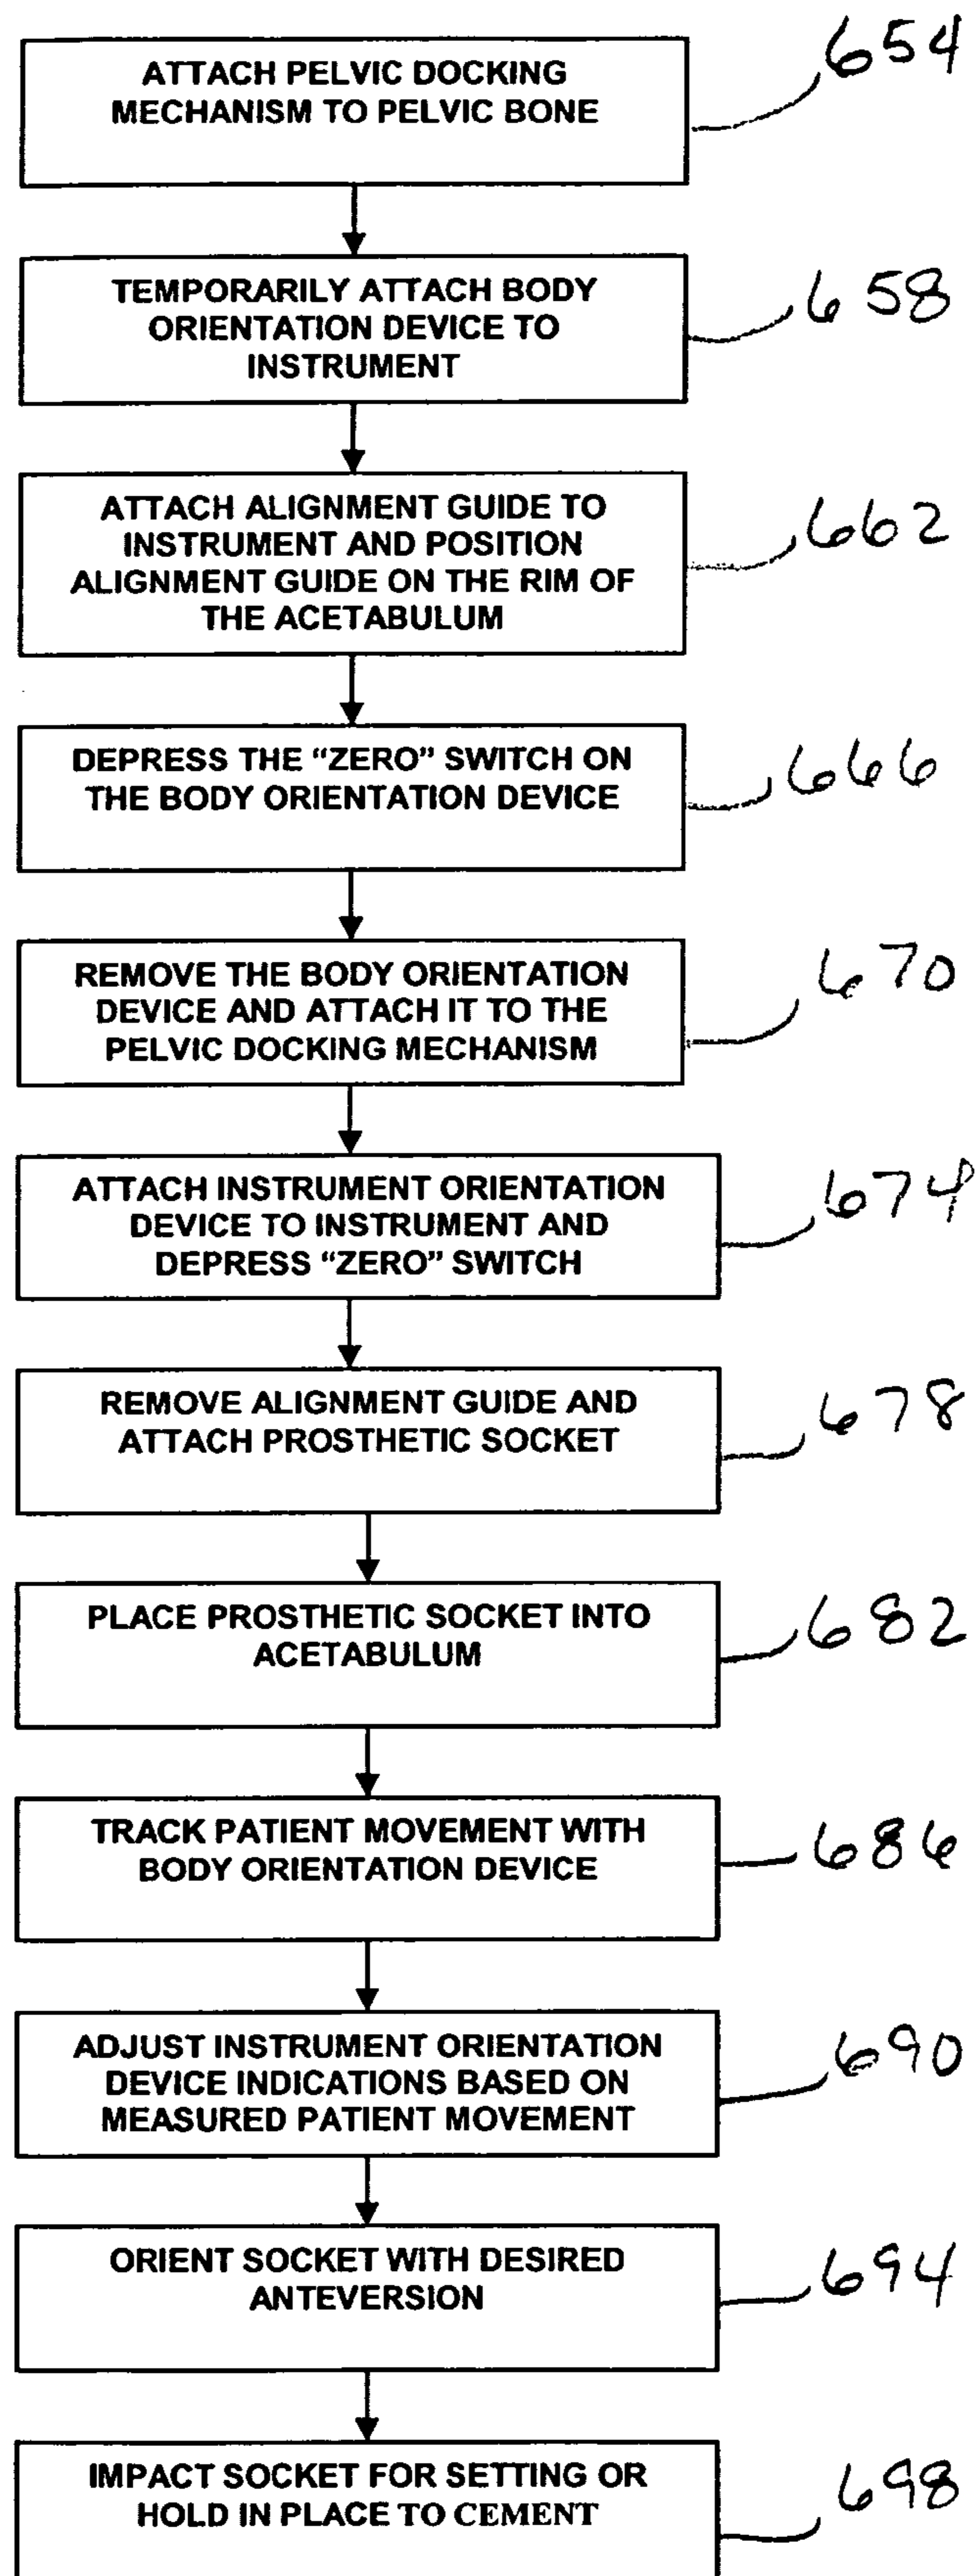 ATTACH PELVIC DOCKING
MECHANISM TO PELVIC BONE
654
TEMPORARILY ATTACH BODY
ORIENTATION DEVICE TO
INSTRUMENT
658
ATTACH ALIGNMENT GUIDE TO
INSTRUMENT AND POSITION
ALIGNMENT GUIDE ON THE RIM OF
THE ACETABULUM
662
DEPRESS THE “ZERO” SWITCH ON
THE BODY ORIENTATION DEVICE
666
REMOVE THE BODY ORIENTATION
DEVICE AND ATTACH IT TO THE
PELVIC DOCKING MECHANISM
670
ATTACH INSTRUMENT ORIENTATION
DEVICE TO INSTRUMENT AND
DEPRESS “ZERO” SWITCH
674
REMOVE ALIGNMENT GUIDE AND
ATTACH PROSTHETIC SOCKET
678
PLACE PROSTHETIC SOCKET INTO
ACETABULUM
682
TRACK PATIENT MOVEMENT WITH
BODY ORIENTATION DEVICE
686
ADJUST INSTRUMENT ORIENTATION
DEVICE INDICATIONS BASED ON
MEASURED PATIENT MOVEMENT
690
ORIENT SOCKET WITH DESIRED
ANTEVERSION
694
IMPACT SOCKET FOR SETTING OR
HOLD IN PLACE TO CEMENT
698